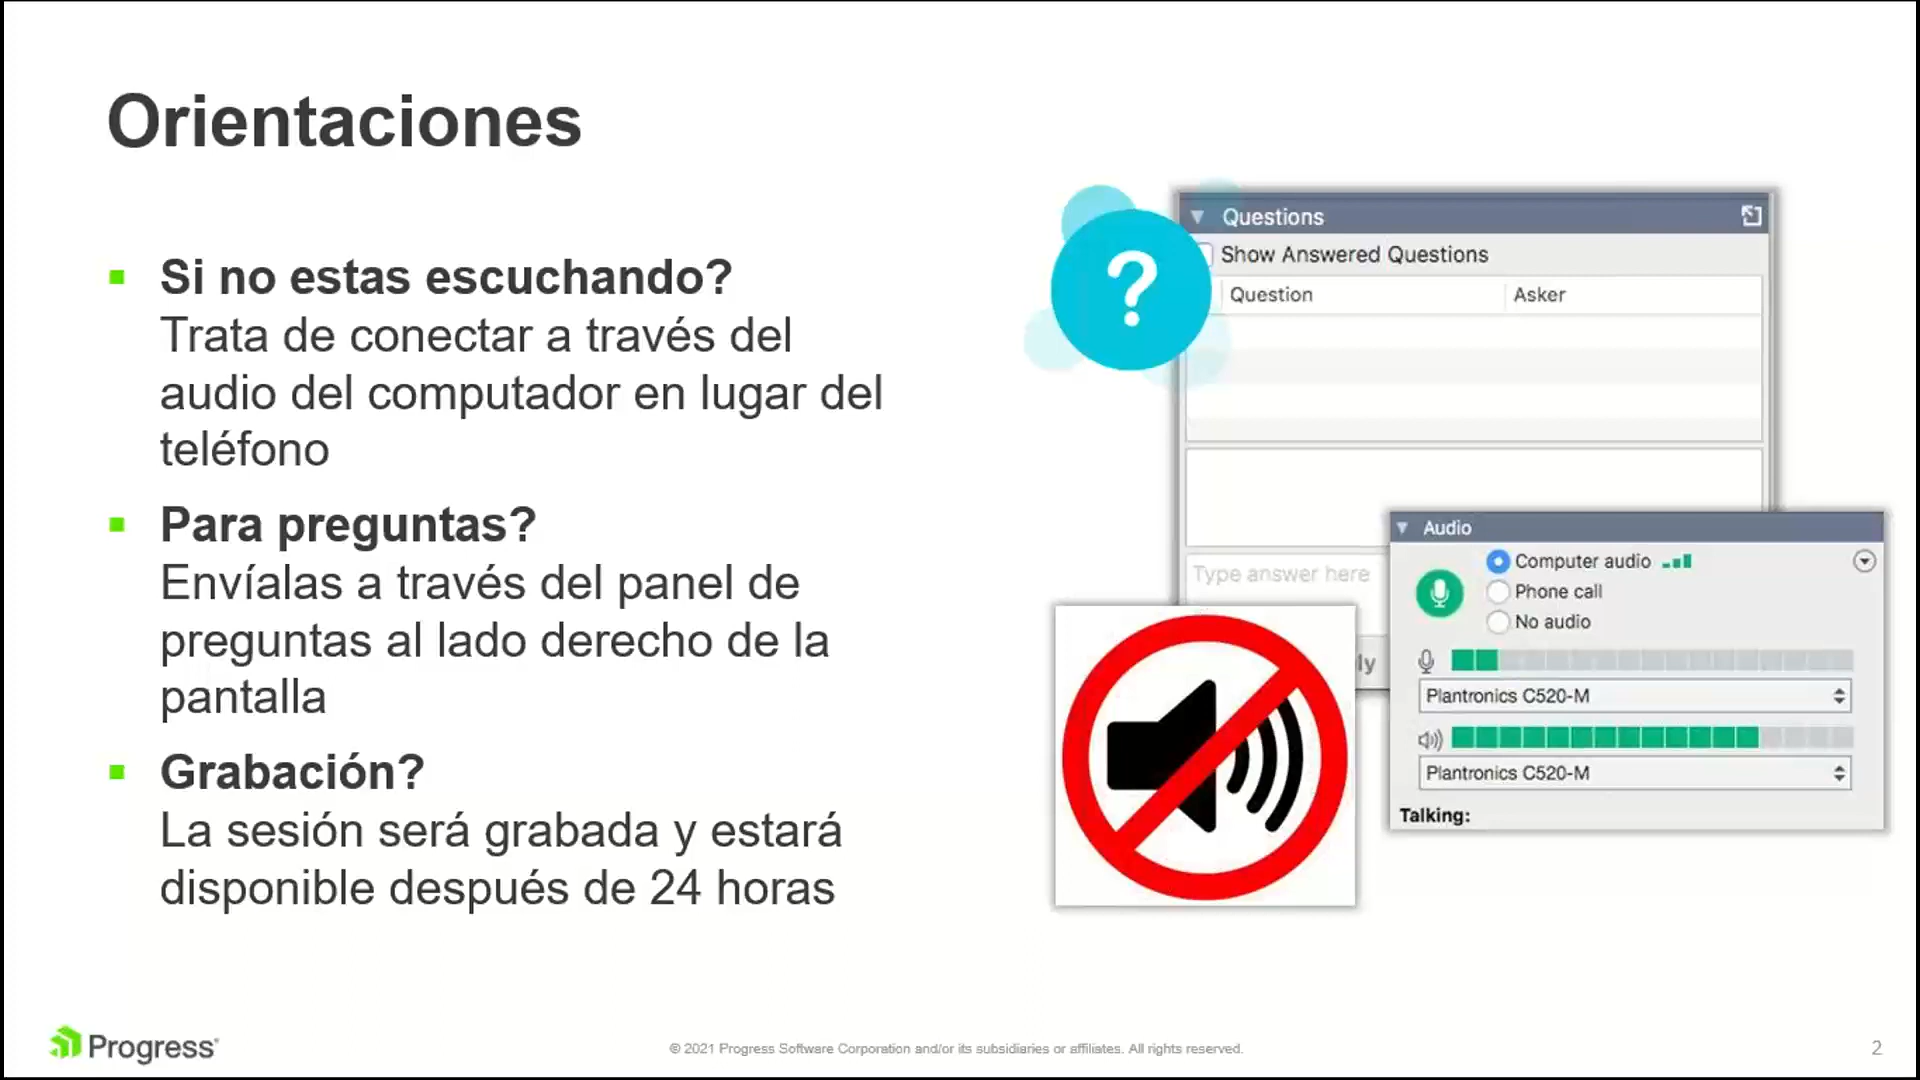 Orientaciones
Si no estas escuchando?
Trata de conectar a través del
audio del computador en lugar del
teléfono
Para preguntas?
Envíalas a través del panel de
preguntas al lado derecho de la
pantalla
Grabación?
La sesión será grabada y estará
disponible después de 24 horas
?
Questions
Show Answered Questions
Question Asker
Type answer here
ly
Audio
Computer audio
Phone call
No audio
Plantronics C520-M
Plantronics C520-M
Talking:
Progress
© 2021 Progress Software Corporation and/or its subsidiaries or affiliates. All rights reserved.
2